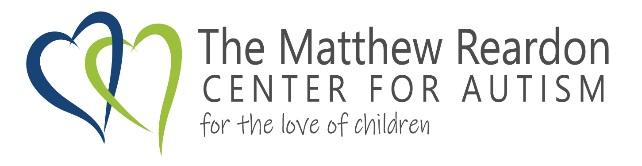 The Matthew Reardon
CENTER FOR AUTISM
for the love of children